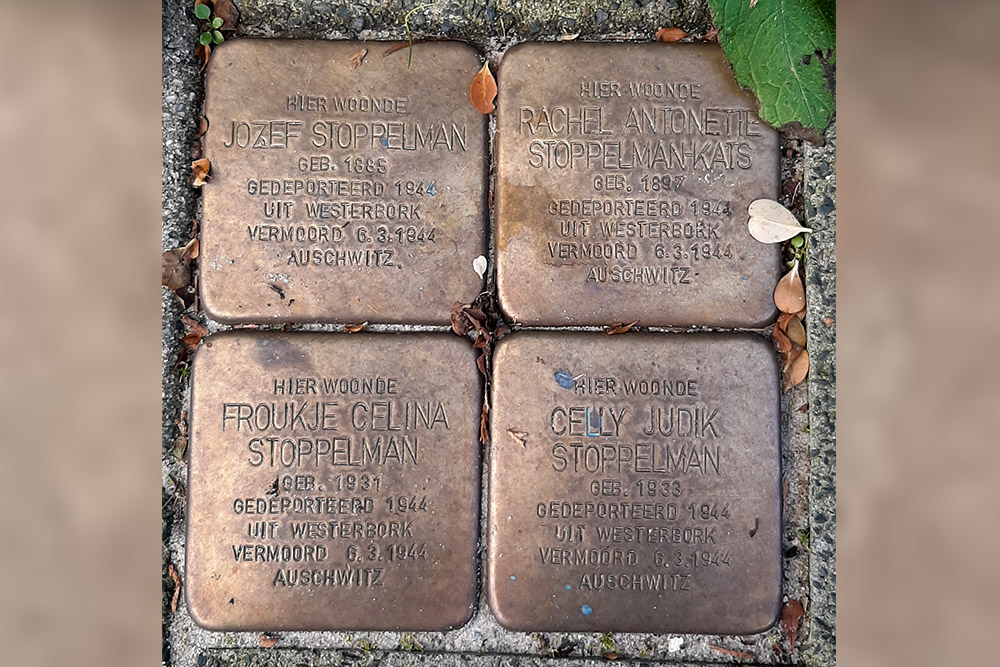 HIER WOONDE
JOZEF STOPPELMAN
GEB. 1885
GEDEPORTEERD 1944
UIT WESTERBORK
VERMOORD 6.3.1944
AUSCHWITZ
HIER WOONDE
RACHEL ANTONETTE
STOPPELMAN-KATS
GEB. 1897
GEDEPORTEERD 1944
UIT WESTERBORK
VERMOORD 6.3.1944
AUSCHWITZ
HIER WOONDE
FROUKJE CELINA
STOPPELMAN
GEB. 1931
GEDEPORTEERD 1944
UIT WESTERBORK
VERMOORD 6.3.1944
AUSCHWITZ
HIER WOONDE
CELLY JUDIK
STOPPELMAN
GEB. 1933
GEDEPORTEERD 1944
UIT WESTERBORK
VERMOORD 6.3.1944
AUSCHWITZ